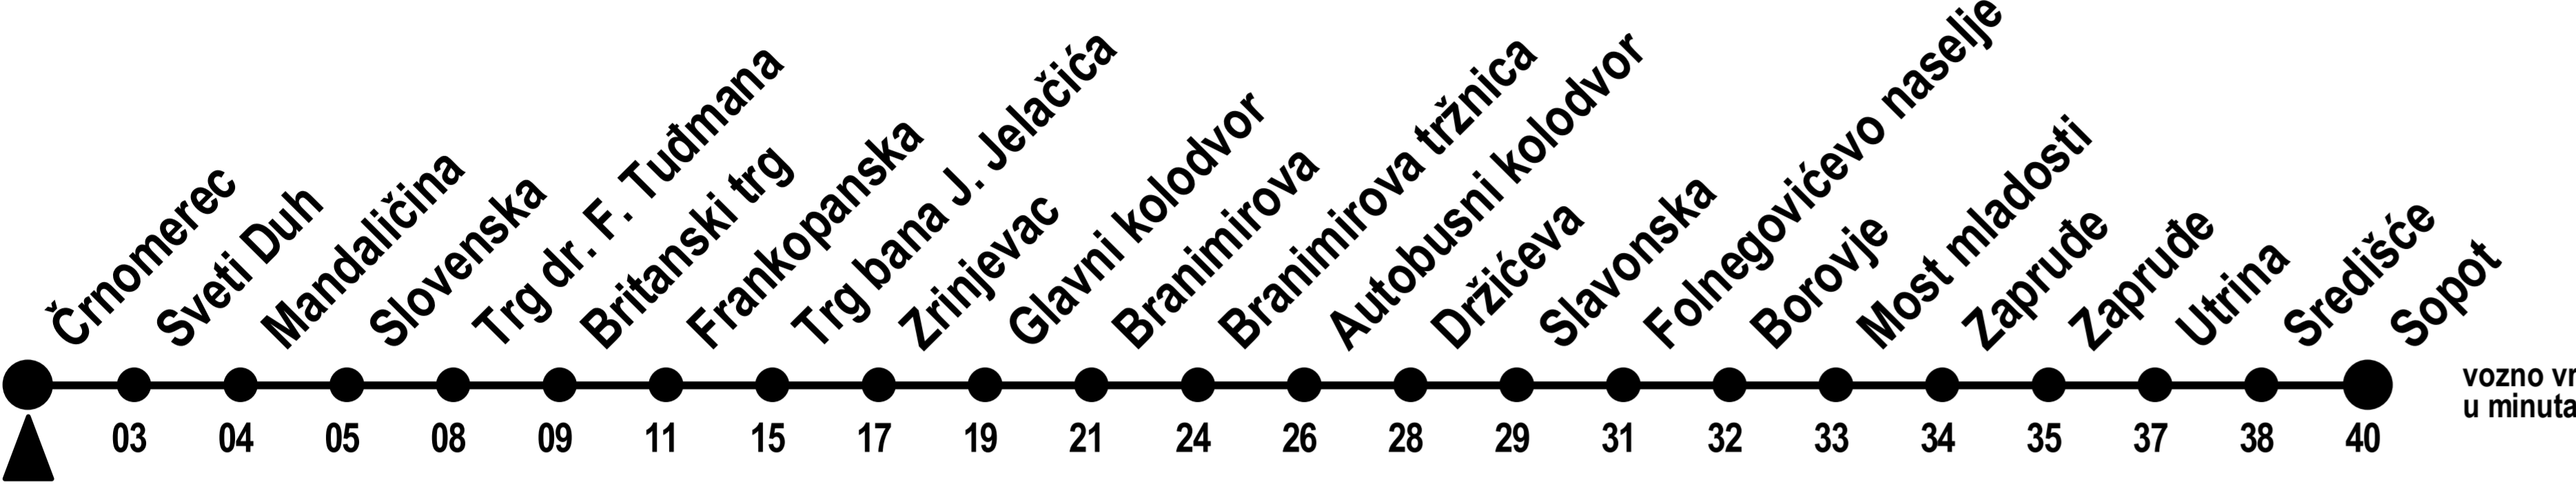 Črnomerec
Sveti Duh
Mandaličina
Slovenska
Trg dr. F. Tuđmana
Britanski trg
Frankopanska
Trg bana J. Jelačića
Zrinjevac
Glavni kolodvor
Branimirova
Branimirova tržnica
Autobusni kolodvor
Držićeva
Slavonska
Folnegovićevo naselje
Borovje
Most mladosti
Zapruđe
Zapruđe
Utrina
Središće
Sopot
03 04 05 08 09 11 15 17 19 21 24 26 28 29 31 32 33 34 35 37 38 40
vozno
u